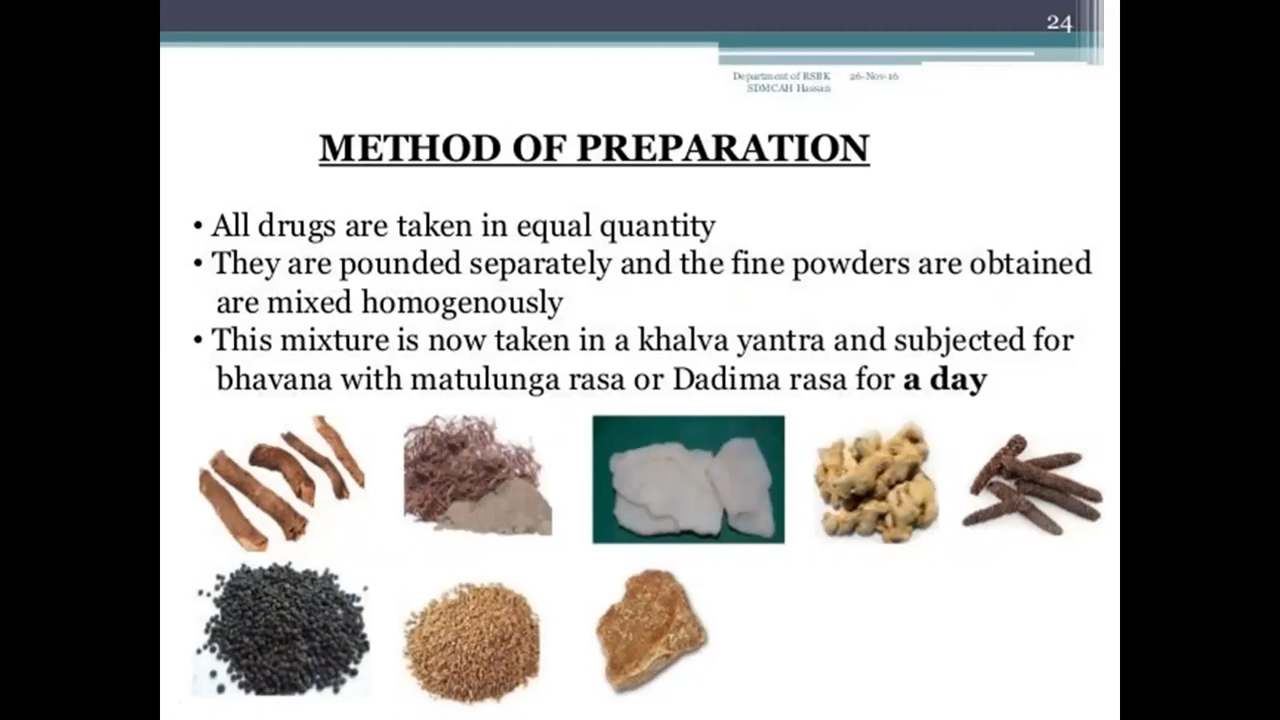 24
Department of RSBK 26-Nov-16
SDMCAH Hassan
METHOD OF PREPARATION
• All drugs are taken in equal quantity
• They are pounded separately and the fine powders are obtained
are mixed homogenously
• This mixture is now taken in a khalva yantra and subjected for
bhavana with matulunga rasa or Dadima rasa for a day